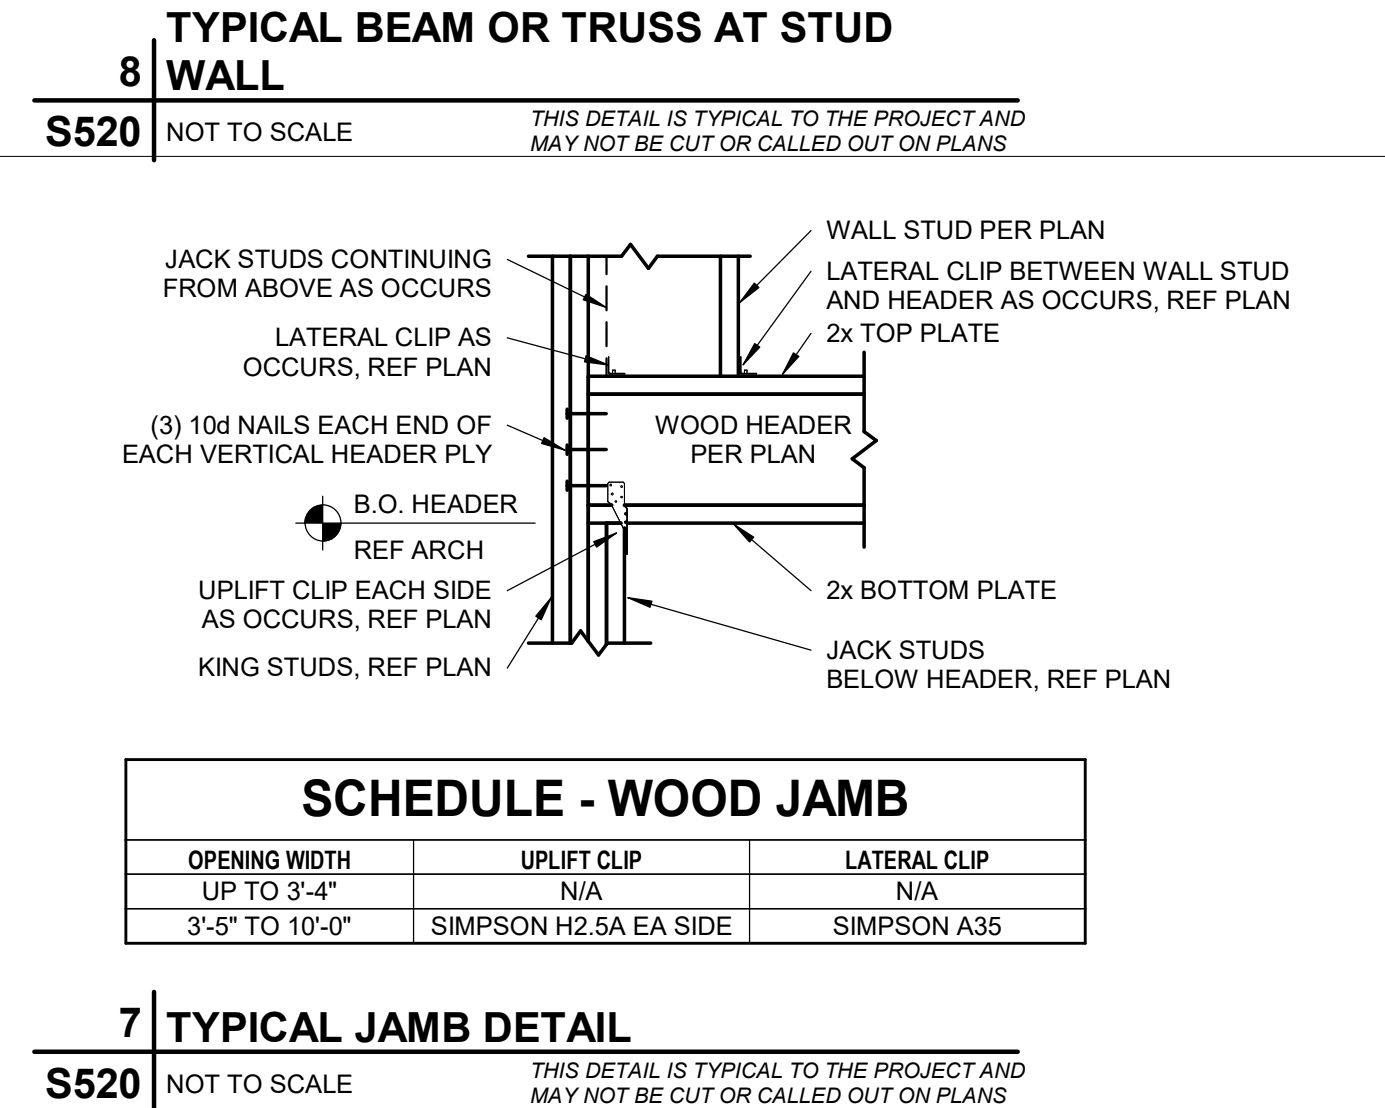 TYPICAL BEAM OR TRUSS AT STUD
8 WALL
S520 NOT TO SCALE
THIS DETAIL IS TYPICAL TO THE PROJECT AND
MAY NOT BE CUT OR CALLED OUT ON PLANS
JACK STUDS CONTINUING
FROM ABOVE AS OCCURS
LATERAL CLIP AS
OCCURS, REF PLAN
(3) 10d NAILS EACH END OF
EACH VERTICAL HEADER PLY
B.O. HEADER
REF ARCH
UPLIFT CLIP EACH SIDE
AS OCCURS, REF PLAN
KING STUDS, REF PLAN
WOOD HEADER
PER PLAN
WALL STUD PER PLAN
LATERAL CLIP BETWEEN WALL STUD
AND HEADER AS OCCURS, REF PLAN
2x TOP PLATE
2x BOTTOM PLATE
JACK STUDS
BELOW HEADER, REF PLAN
SCHEDULE - WOOD JAMB
OPENING WIDTH UPLIFT CLIP LATERAL CLIP
UP TO 3'-4" N/A N/A
3'-5" TO 10'-0" SIMPSON H2.5A EA SIDE SIMPSON A35
7 TYPICAL JAMB DETAIL
S520 NOT TO SCALE
THIS DETAIL IS TYPICAL TO THE PROJECT AND
MAY NOT BE CUT OR CALLED OUT ON PLANS